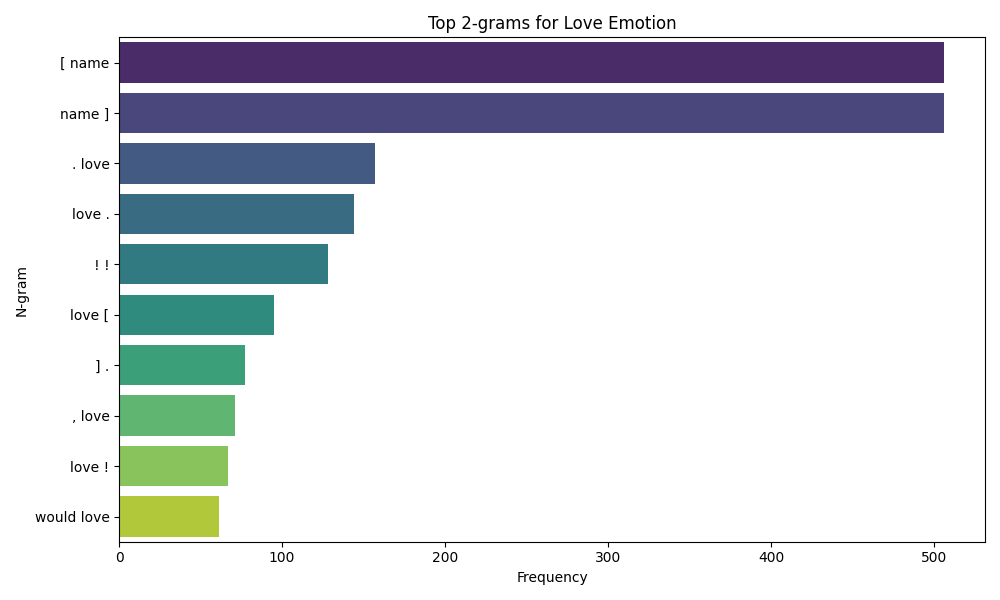 Top 2-grams for Love Emotion
[ name
name ]
. love
love .
! !
love [
] .
, love
love !
would love
N-gram
0 100 200 300 400 500
Frequency